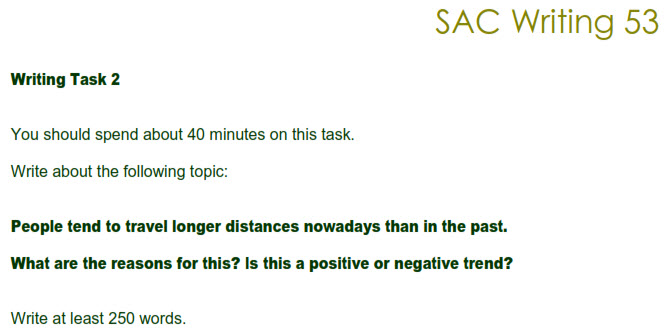 SAC Writing 53
Writing Task 2
You should spend about 40 minutes on this task.
Write about the following topic:
People tend to travel longer distances nowadays than in the past.
What are the reasons for this? Is this a positive or negative trend?
Write at least 250 words.